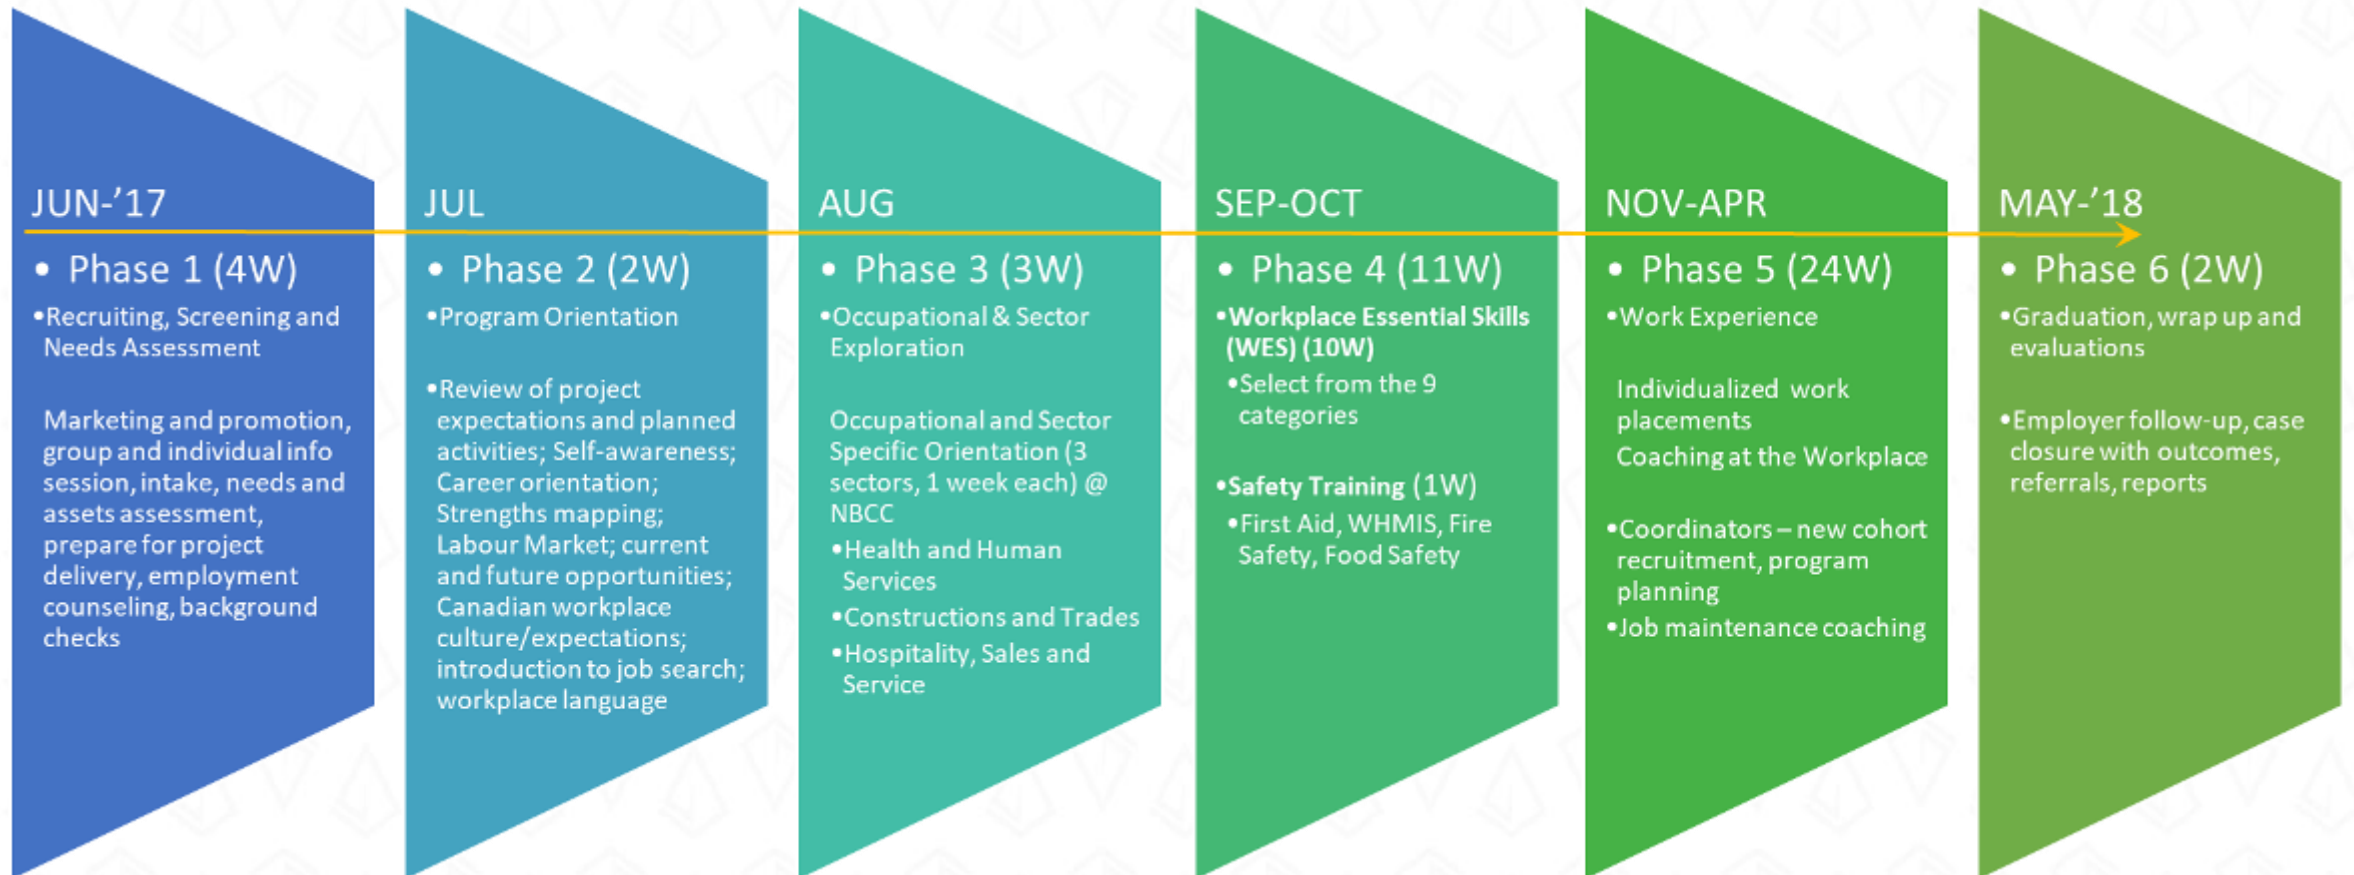 JUN-’17
• Phase 1 (4W)
•Recruiting, Screening and
Needs Assessment
Marketing and promotion,
group and individual info
session, intake, needs and
assets assessment,
prepare for project
delivery, employment
counseling, background
checks
JUL
• Phase 2 (2W)
•Program Orientation
•Review of project
expectations and planned
activities; Self-awareness;
Career orientation;
Strengths mapping;
Labour Market; current
and future opportunities;
Canadian workplace
culture/expectations;
introduction to job search;
workplace language
AUG
• Phase 3 (3W)
•Occupational & Sector
Exploration
Occupational and Sector
Specific Orientation (3
sectors, 1 week each) @
NBCC
•Health and Human
Services
•Constructions and Trades
•Hospitality, Sales and
Service
SEP-OCT
• Phase 4 (11W)
•Workplace Essential Skills
(WES) (10W)
•Select from the 9
categories
•Safety Training (1W)
•First Aid, WHMIS, Fire
Safety, Food Safety
NOV-APR
• Phase 5 (24W)
•Work Experience
Individualized work
placements
Coaching at the Workplace
•Coordinators – new cohort
recruitment, program
planning
•Job maintenance coaching
MAY-’18
• Phase 6 (2W)
•Graduation, wrap up and
evaluations
•Employer follow-up, case
closure with outcomes,
referrals, reports